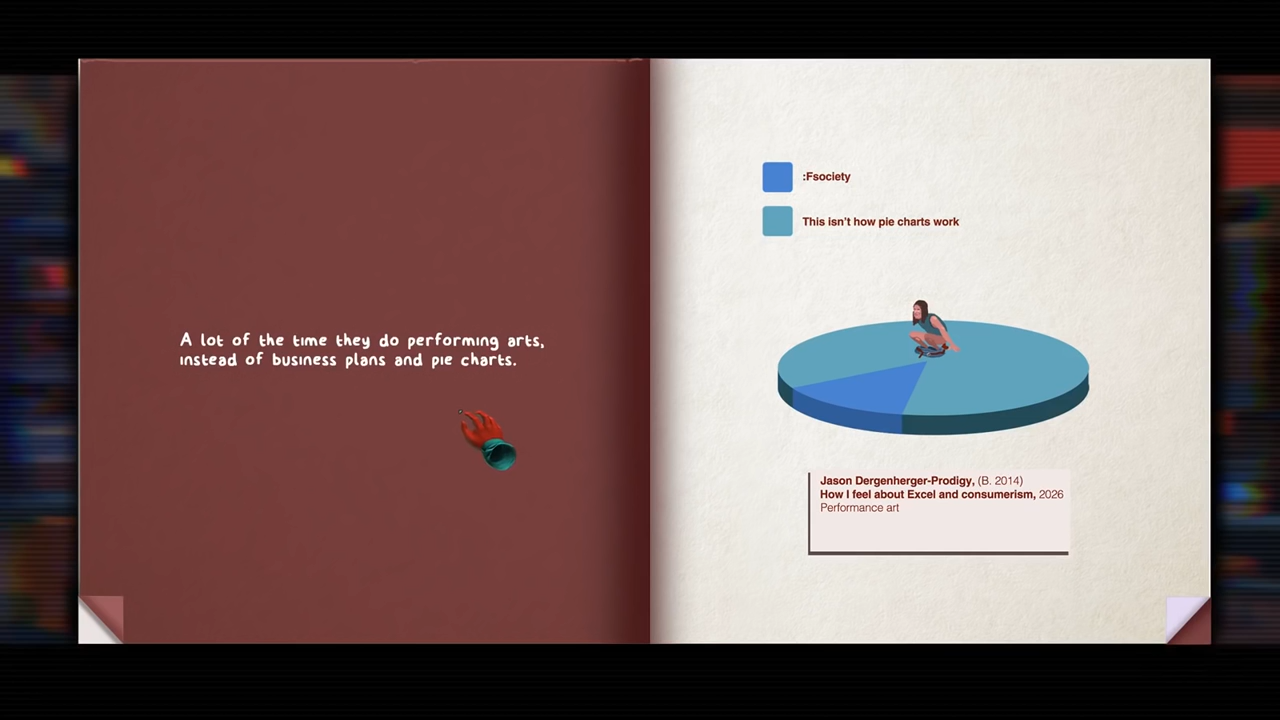 A lot of the time they do performing arts,
instead of business plans and pie charts.
:Fsociety
This isn't how pie charts work
Jason Dergenherger-Prodigy, (B. 2014)
How I feel about Excel and consumerism, 2026
Performance art